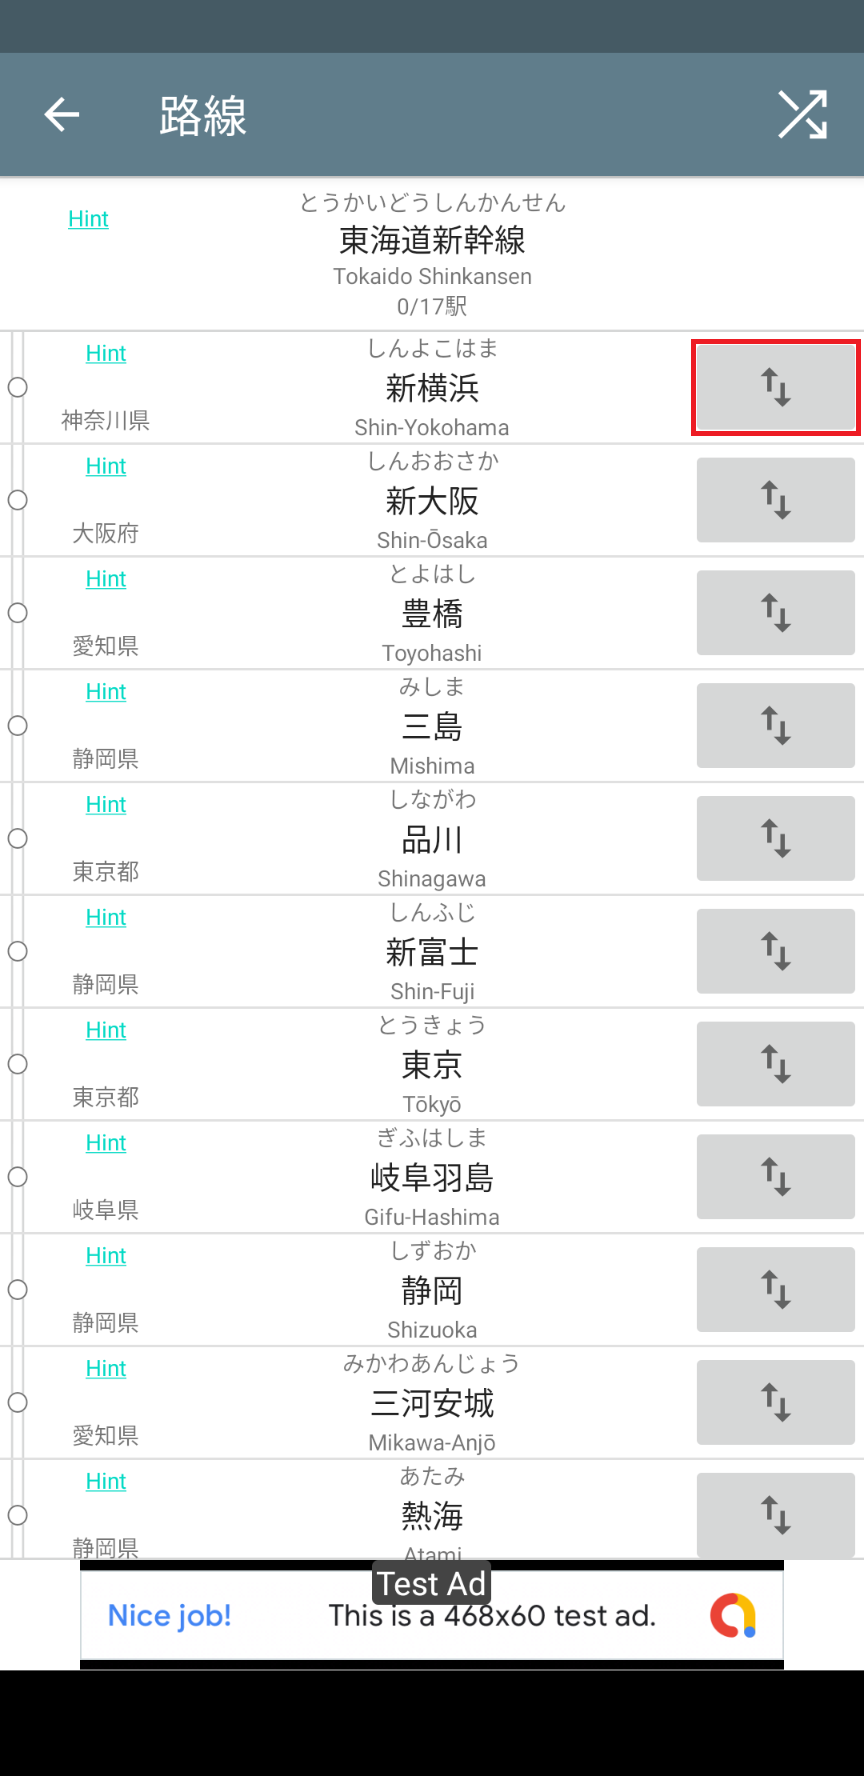 路線
Hint
とうかいどうしんかんせん
東海道新幹線
Tokaido Shinkansen
0/17駅
Hint
神奈川県
しんよこはま
新横浜
Shin-Yokohama
Hint
大阪府
しんおおさか
新大阪
Shin-Ōsaka
Hint
愛知県
とよはし
豊橋
Toyohashi
Hint
静岡県
みしま
三島
Mishima
Hint
東京都
しながわ
品川
Shinagawa
Hint
静岡県
しんふじ
新富士
Shin-Fuji
Hint
東京都
とうきょう
東京
Tōkyō
Hint
岐阜県
ぎふはしま
岐阜羽島
Gifu-Hashima
Hint
静岡県
しずおか
静岡
Shizuoka
Hint
愛知県
みかわあんじょう
三河安城
Mikawa-Anjō
Hint
静岡県
あたみ
熱海
Atami
Test Ad
Nice job!
This is a 468x60 test ad.